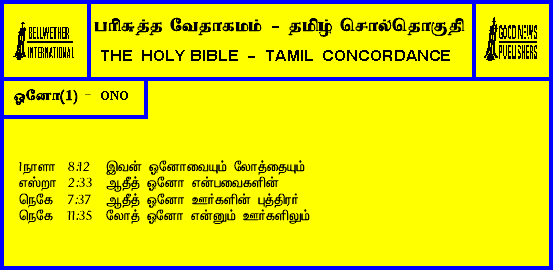 BELLWETHER
INTERNATIONAL
பரிசுத்த வேதாகமம் - தமிழ் சொல்தொகுதி
THE HOLY BIBLE - TAMIL CONCORDANCE
GOOD NEWS
PUBLISHERS
ஓனோ(1) - ONO
1நாளா 8:12 இவன் ஓனோவையும் லோத்தையும்
எஸ்றா 2:33 ஆதீத் ஓனோ என்பவைகளின்
நெகே 7:37 ஆதீத் ஓனோ ஊர்களின் புத்திரர்
நெகே 11:35 லோத் ஓனோ என்னும் ஊர்களிலும்